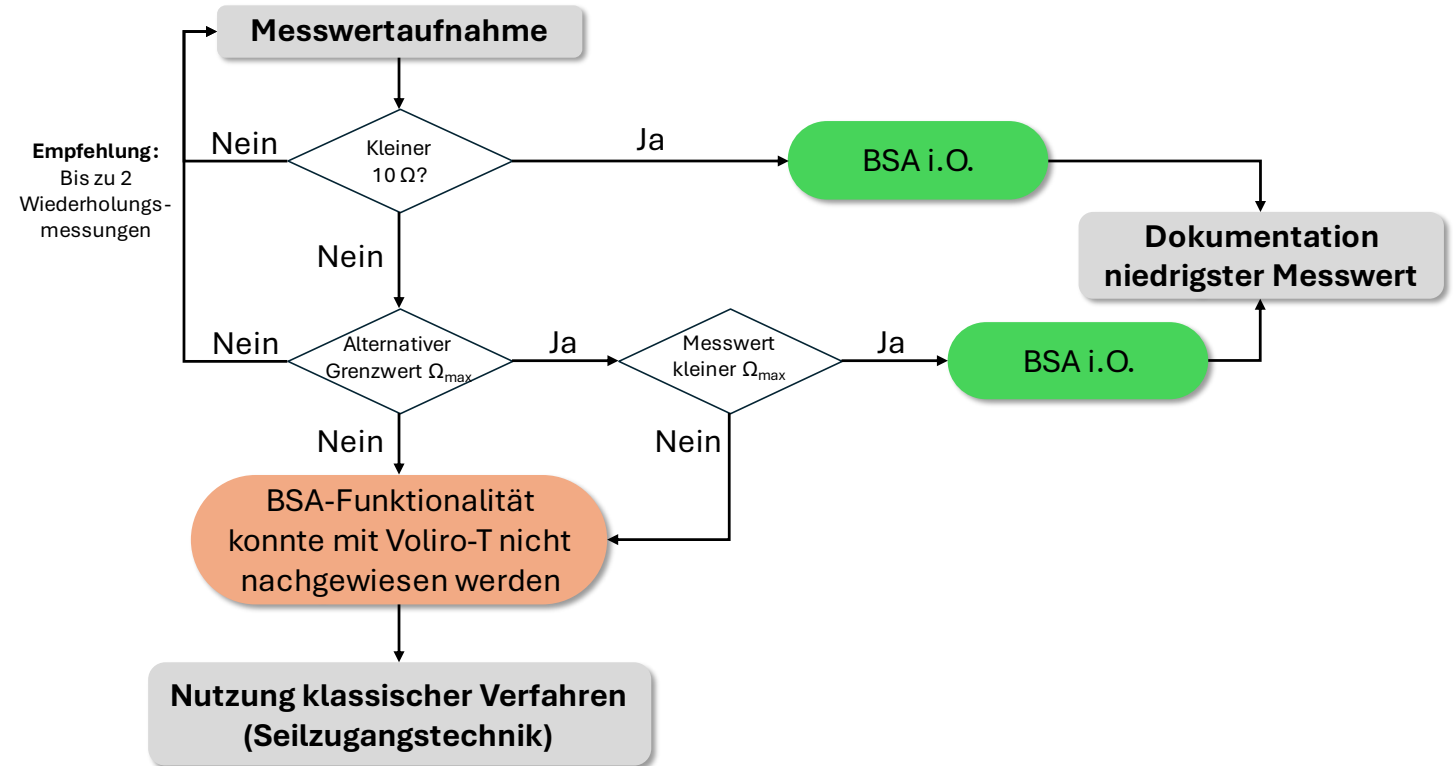 Messwertaufnahme
Nein
Kleiner
10 Ω?
Ja
BSA i.O.
Empfehlung:
Bis zu 2
Wiederholungs-
messungen
Dokumentation
niedrigster Messwert
Nein
Nein
Alternativer
Grenzwert Ωmax
Ja
Messwert
kleiner Ωmax
Ja
BSA i.O.
Nein
Nein
BSA-Funktionalität
konnte mit Voliro-T nicht
nachgewiesen werden
Nutzung klassischer Verfahren
(Seilzugangstechnik)